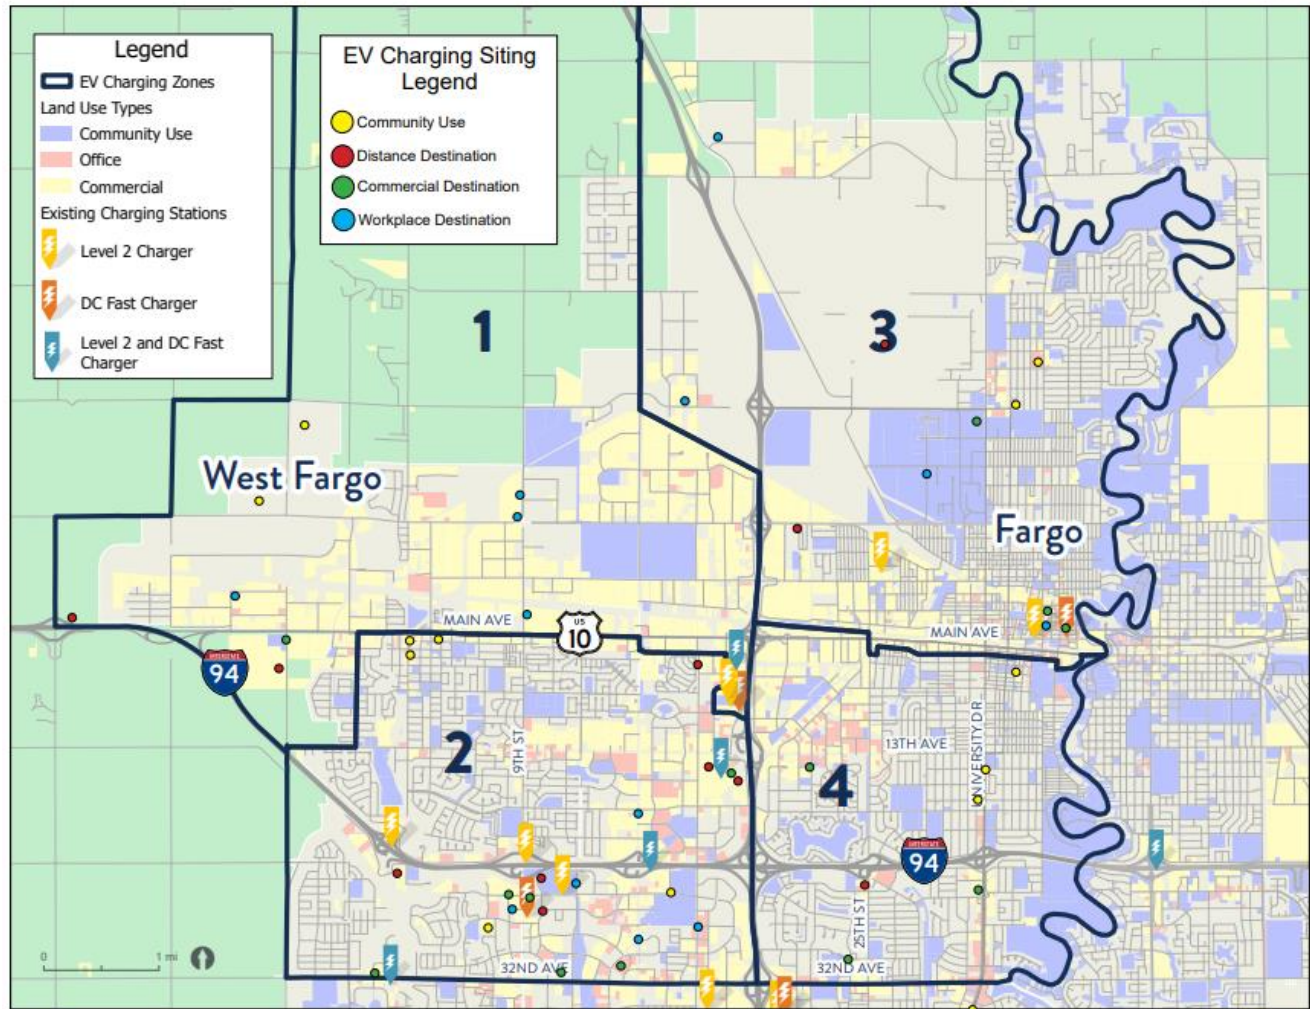 Legend
EV Charging Zones
Land Use Types
Community Use
Office
Commercial
Existing Charging Stations
Level 2 Charger
DC Fast Charger
Level 2 and DC Fast
Charger
EV Charging Siting
Legend
Community Use
Distance Destination
Commercial Destination
Workplace Destination
1
3
West Fargo
Fargo
MAIN AVE
US
10
MAIN AVE
INTERSTATE
94
2
9TH ST
13TH AVE
UNIVERSITY DR
4
INTERSTATE
94
25TH ST
0
1 mi
32ND AVE
32ND AVE